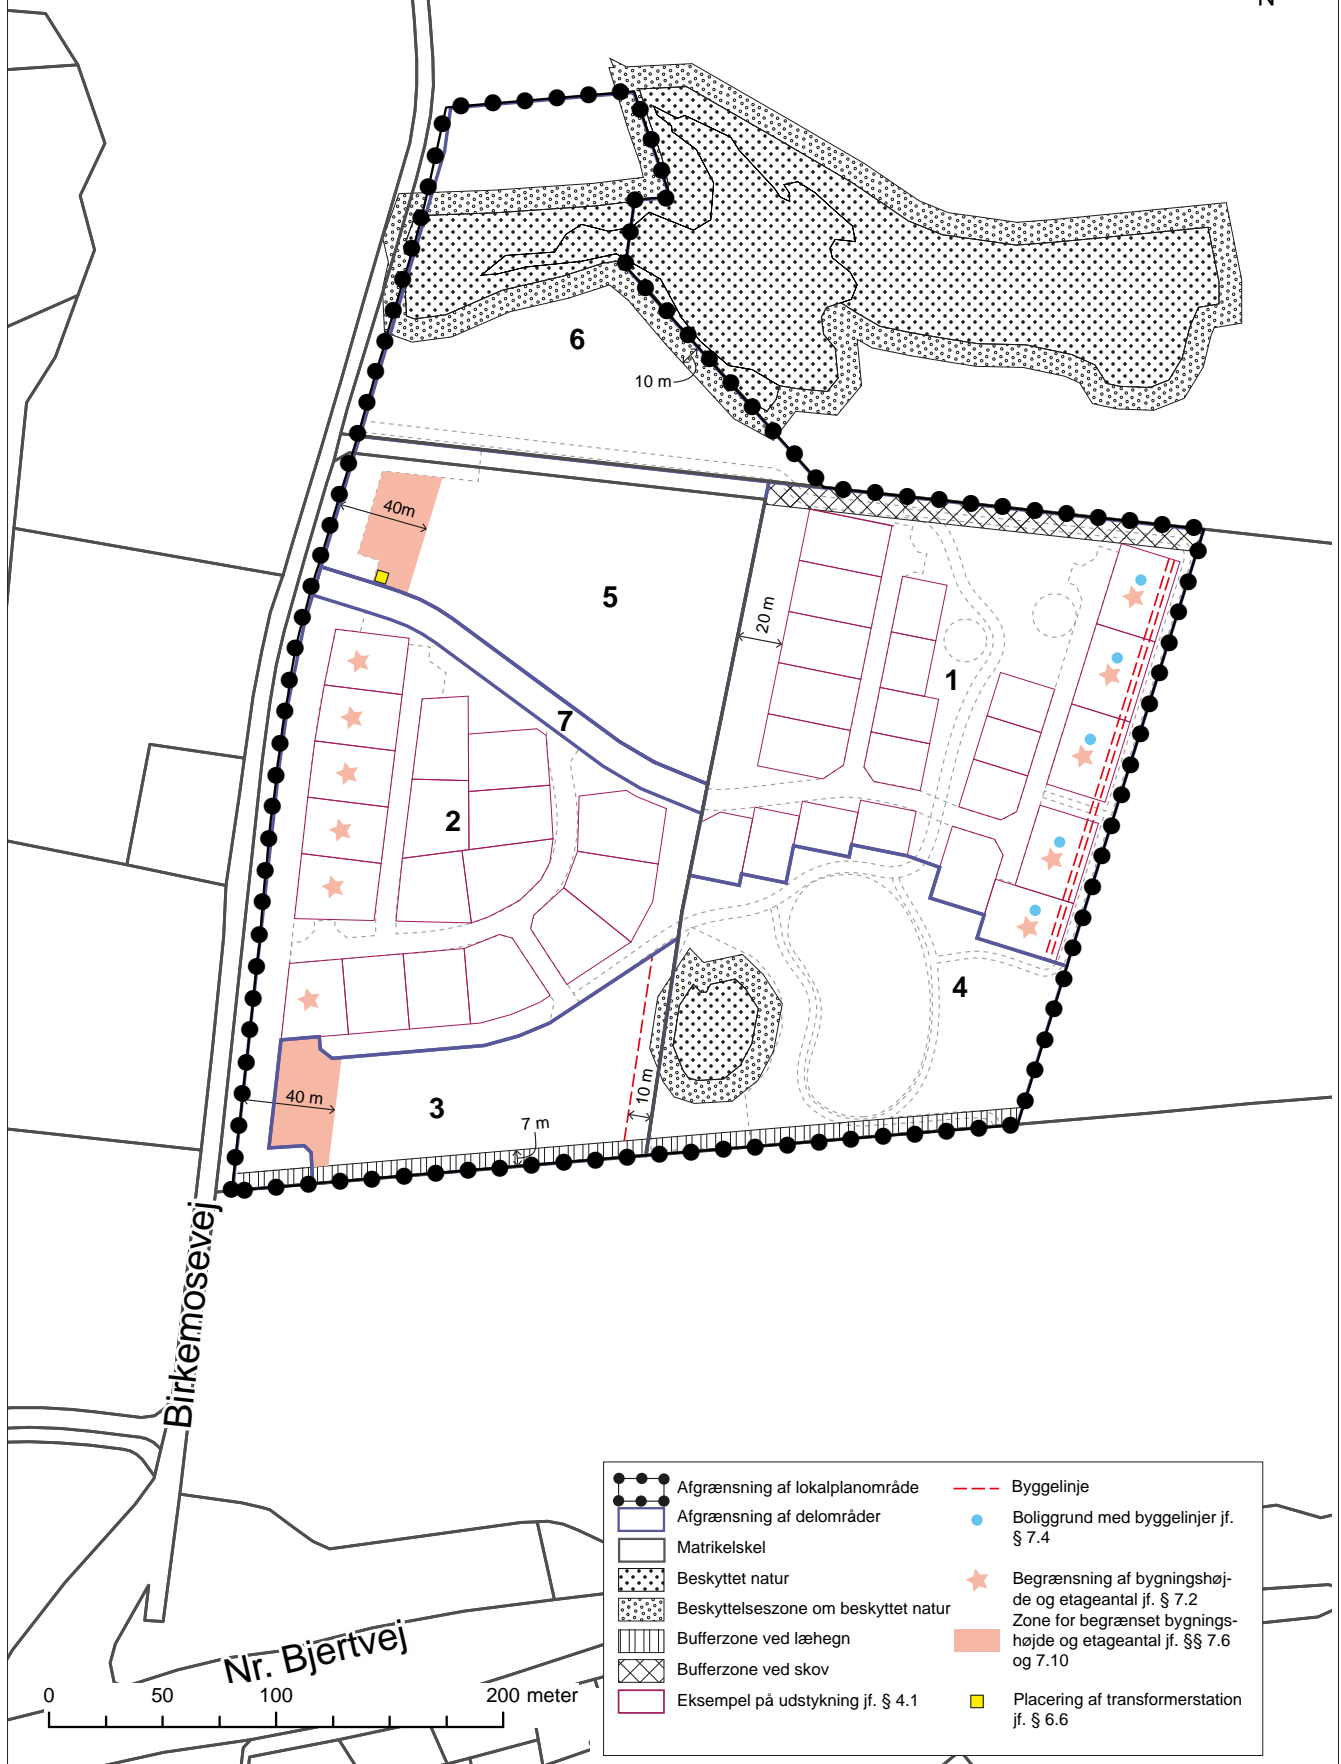 N
6
10 m
40m
5
20 m
1
7
2
4
10 m
40 m
3
7 m
Birkemosevej
Nr. Bjertvej
0 50 100 200 meter
Afgrænsning af lokalplanområde
Afgrænsning af delområder
Matrikelskel
Beskyttet natur
Beskyttelseszone om beskyttet natur
Bufferzone ved læhegn
Bufferzone ved skov
Eksempel på udstykning jf. § 4.1
Byggelinje
Boliggrund med byggelinjer jf.
§ 7.4
Begrænsning af bygningshøj-
de og etageantal jf. § 7.2
Zone for begrænset bygnings-
højde og etageantal jf. §§ 7.6
og 7.10
Placering af transformerstation
jf. § 6.6